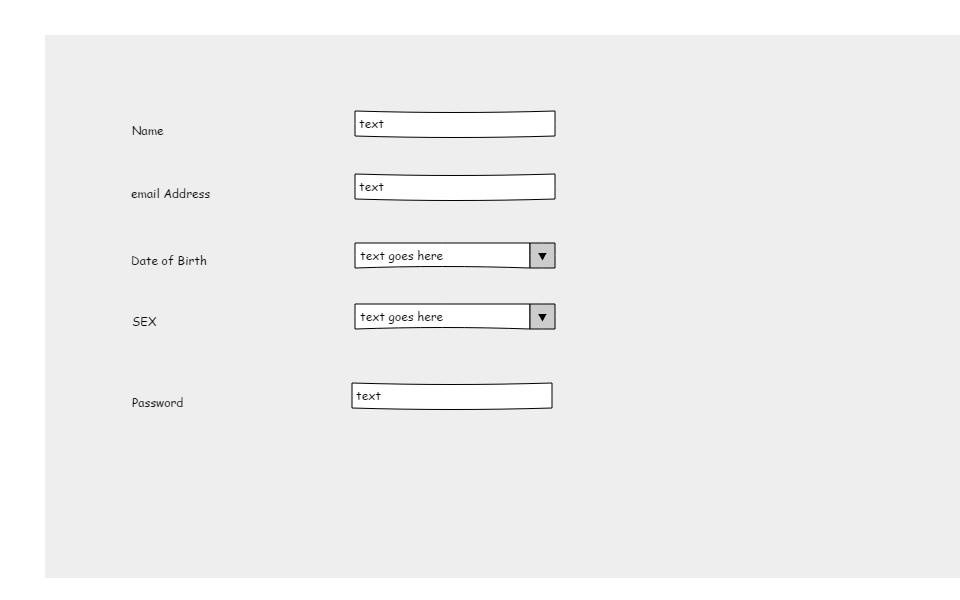 Name
text
email Address
text
Date of Birth
text goes here
SEX
text goes here
Password
text